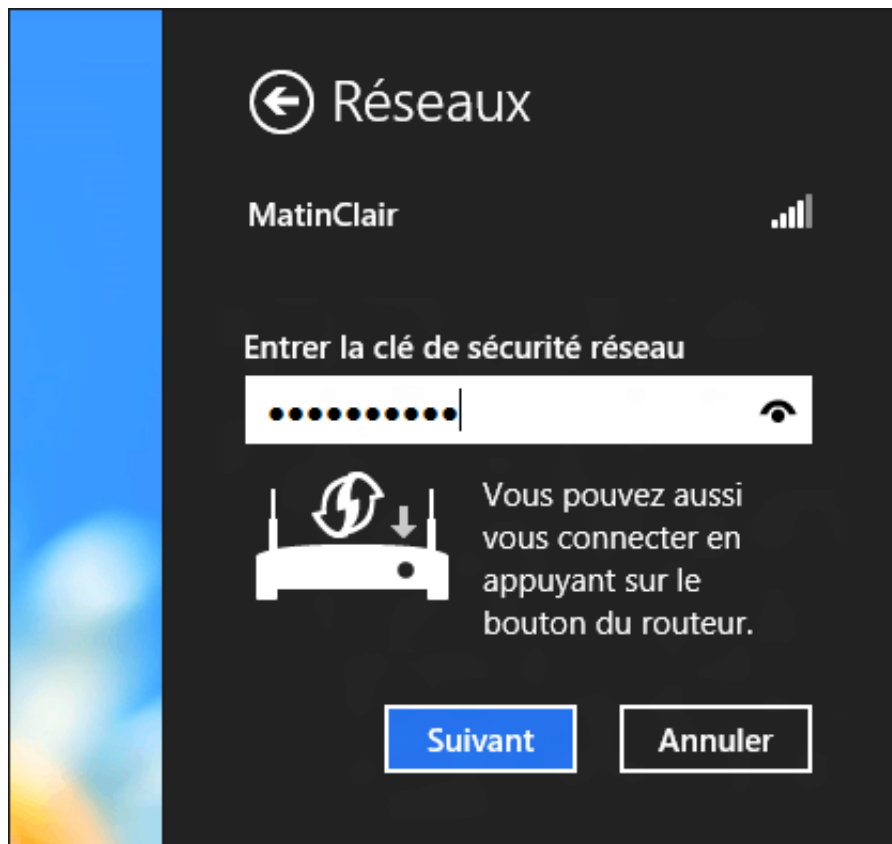 Réseaux
MatinClair
Entrer la clé de sécurité réseau
••••••••••
Vous pouvez aussi
vous connecter en
appuyant sur le
bouton du routeur.
Suivant
Annuler